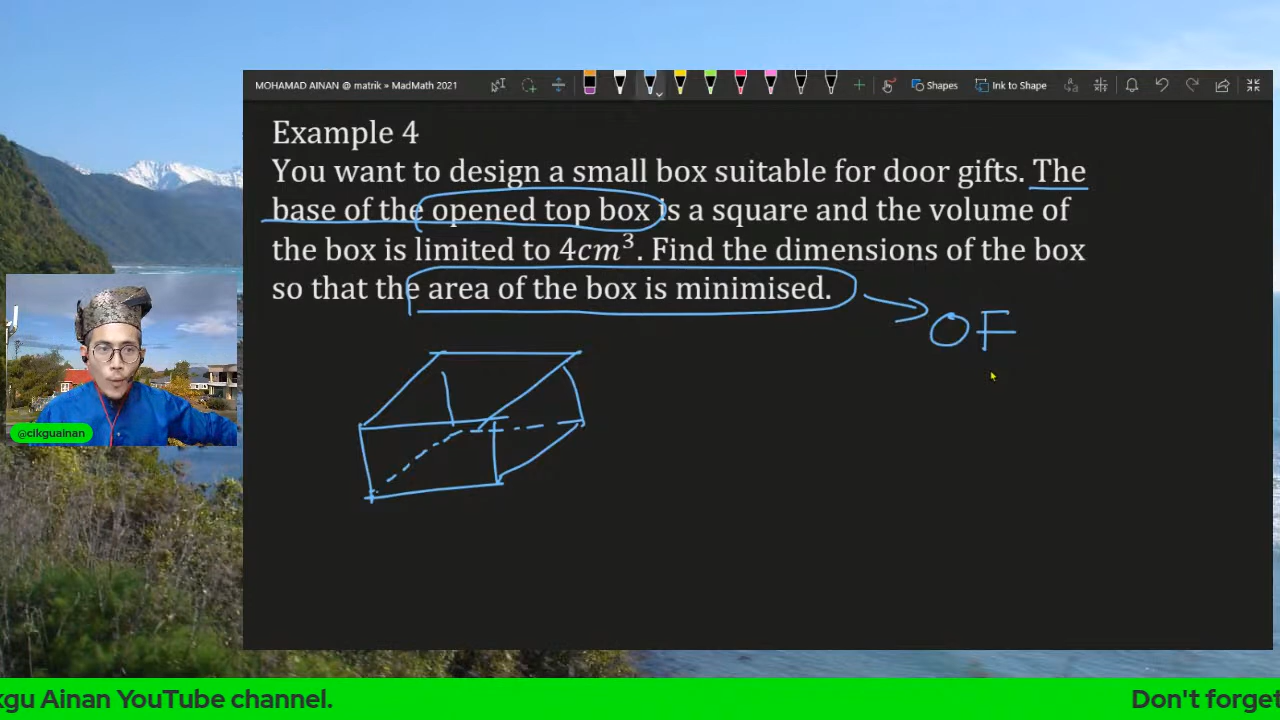 MOHAMAD AINAN @ matrik » MadMath 2021
Shapes
Ink to Shape
Example 4
You want to design a small box suitable for door gifts. The
base of the opened top box is a square and the volume of
the box is limited to 4cm³. Find the dimensions of the box
so that the area of the box is minimised.
OF
@cikguainan
kgu Ainan YouTube channel.
Don't forget